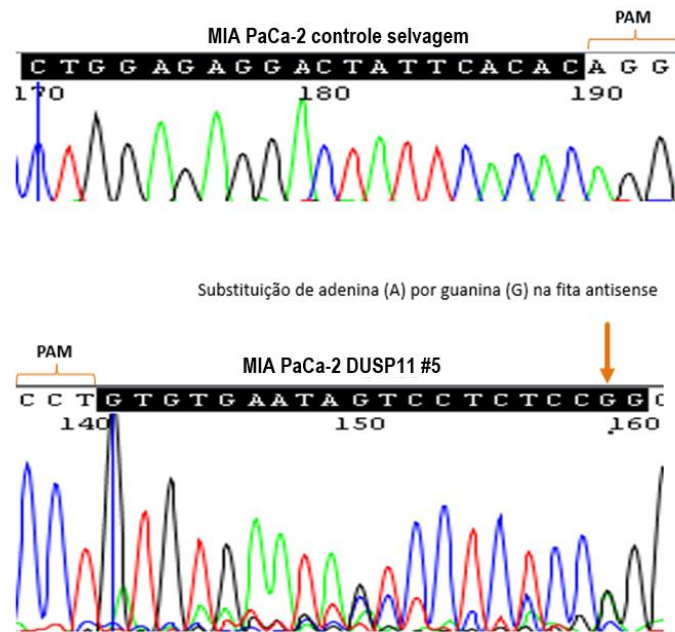 PAM
MIA PaCa-2 controle selvagem
C T G G A G A G G A C T A T T C A C A C A G G
170 180 190
Substituição de adenina (A) por guanina (G) na fita antisense
PAM
MIA PaCa-2 DUSP11 #5
C C T G T G T G A A T A G T C C T C T C C G G C
140 150 160